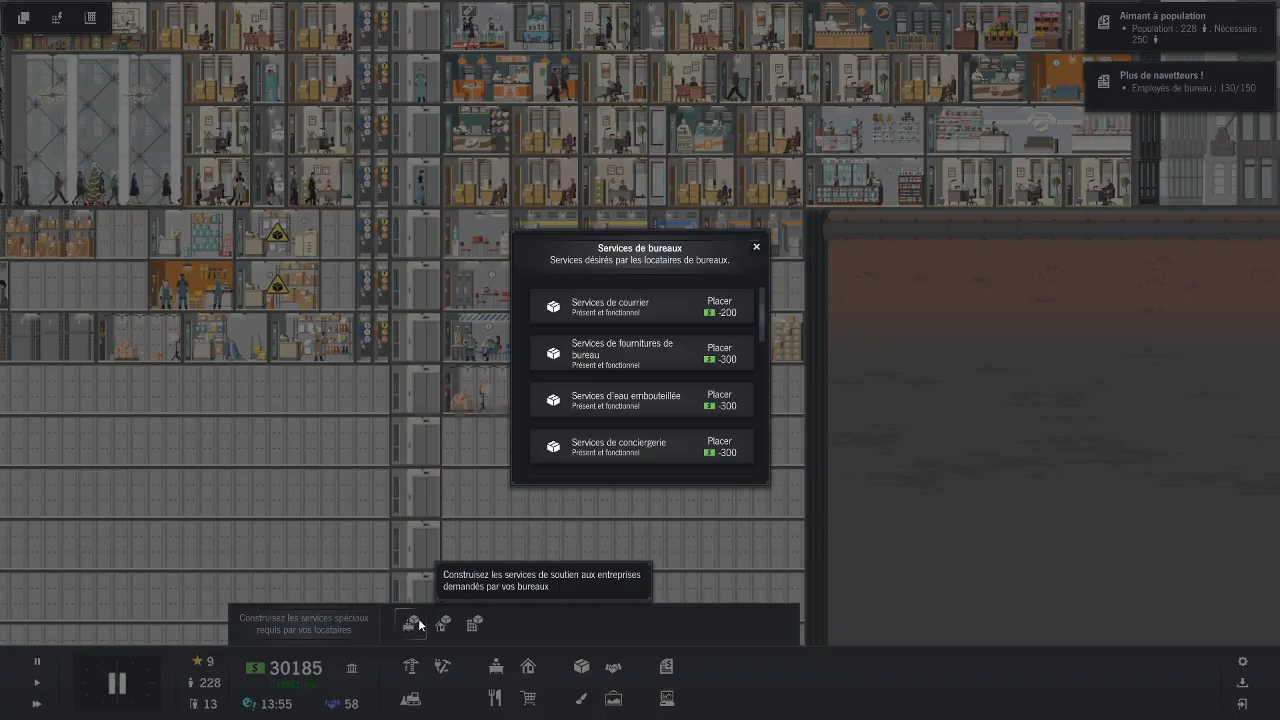 Aimant à population
• Population : 228 . Nécessaire :
250
Plus de navetteurs !
• Employés de bureau : 130/150
Services de bureaux
Services désirés par les locataires de bureaux.
Services de courrier
Présent et fonctionnel
Placer
$ -200
Services de fournitures de
bureau
Présent et fonctionnel
Placer
$ -300
Services d'eau embouteillée
Présent et fonctionnel
Placer
$ -300
Services de conciergerie
Présent et fonctionnel
Placer
$ -300
Construisez les services de soutien aux entreprises
demandés par vos bureaux
Construisez les services spéciaux
requis par vos locataires
9
$ 30185
228
13
13:55
58